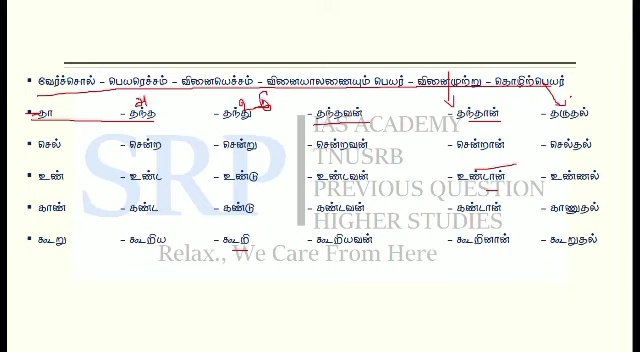 வேர்ச்சொல் – பெயரெச்சம் – வினையெச்சம் – வினையாலணையும் பெயர் – வினைமுற்று – தொழிற்பெயர்
அ
உ இ
தா – தந்த – தந்து – தந்தவன் – தந்தான் – தருதல்
செல் – சென்ற – சென்று – சென்றவன் – சென்றான் – செல்தல்
உண் – உண்ட – உண்டு – உண்டவன் – உண்டான் – உண்ணல்
காண் – கண்ட – கண்டு – கண்டவன் – கண்டான் – காணுதல்
கூறு – கூறிய – கூறி – கூறியவன் – கூறினான் – கூறுதல்
SRP
IAS ACADEMY
TNUSRB
PREVIOUS QUESTION
HIGHER STUDIES
Relax., We Care From Here